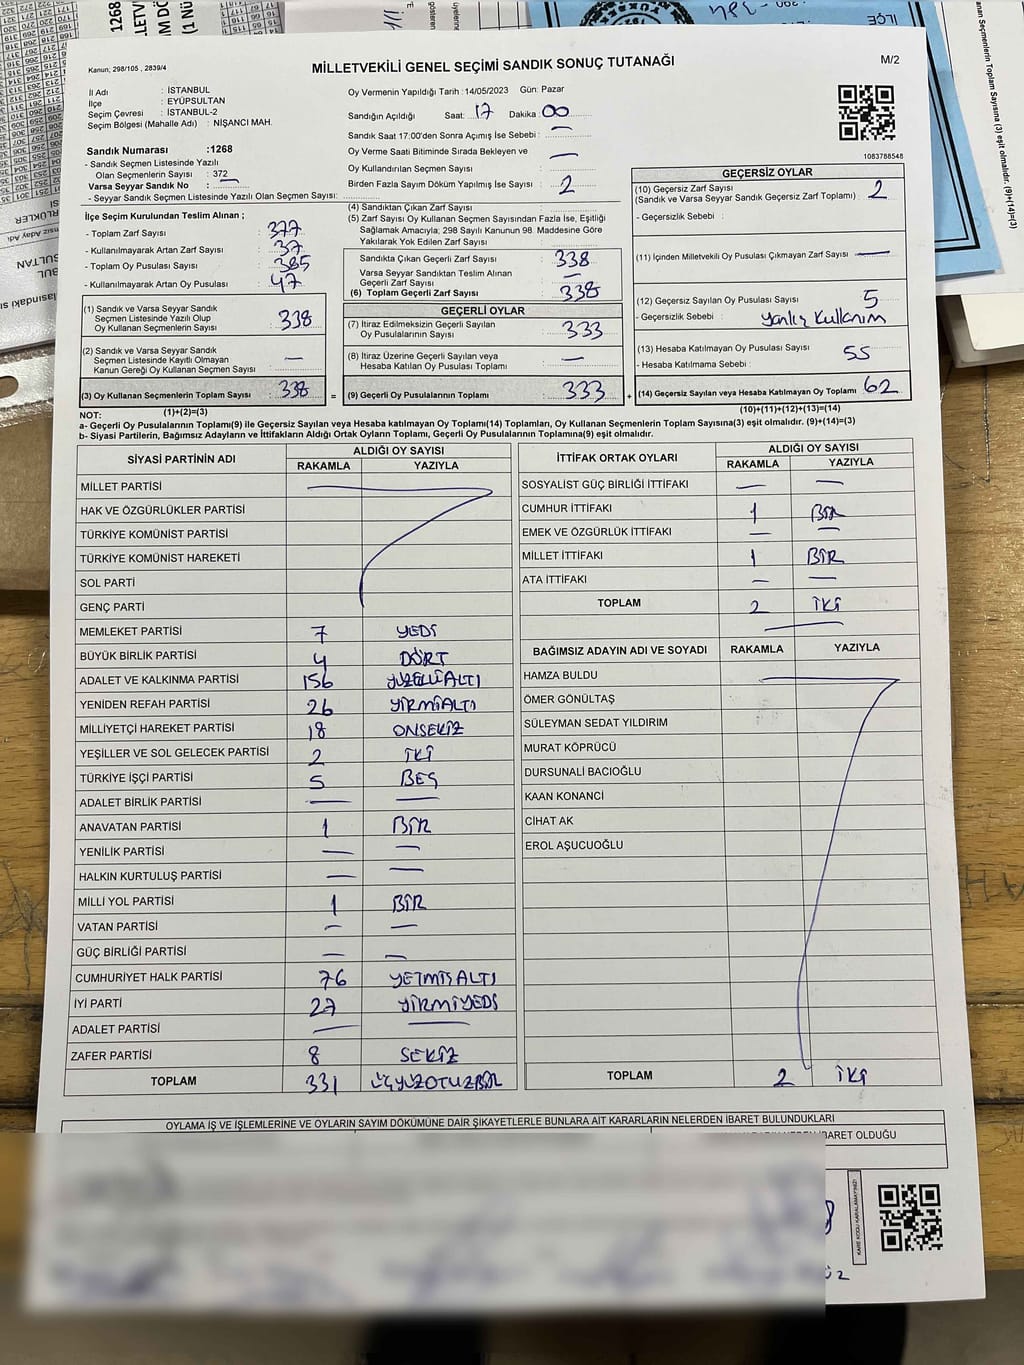 MİLLETVEKİLİ GENEL SEÇİMİ SANDIK SONUÇ TUTANAĞI
M/2
Kanun; 298/105 , 2839/4
İl Adı : İSTANBUL
İlçe : EYÜPSULTAN
Seçim Çevresi : İSTANBUL-2
Seçim Bölgesi (Mahalle Adı) : NİŞANCI MAH.
Sandık Numarası :1268
- Sandık Seçmen Listesinde Yazılı
Olan Seçmenlerin Sayısı : 372
Varsa Seyyar Sandık No :
- Seyyar Sandık Seçmen Listesinde Yazılı Olan Seçmen Sayısı:
İlçe Seçim Kurulundan Teslim Alınan ;
- Toplam Zarf Sayısı : 377
- Kullanılmayarak Artan Zarf Sayısı : 37
- Toplam Oy Pusulası Sayısı : 385
- Kullanılmayarak Artan Oy Pusulası : 47
(1) Sandık ve Varsa Seyyar Sandık
Seçmen Listesinde Yazılı Olup
Oy Kullanan Seçmenlerin Sayısı : 338
(2) Sandık ve Varsa Seyyar Sandık
Seçmen Listesinde Kayıtlı Olmayan
Kanun Gereği Oy Kullanan Seçmen Sayısı : —
(3) Oy Kullanan Seçmenlerin Toplam Sayısı : 338
(1)+(2)=(3)
Oy Vermenin Yapıldığı Tarih : 14/05/2023 Gün: Pazar
Sandığın Açıldığı Saat: 17 Dakika : 00
Sandık Saat 17:00'den Sonra Açımış İse Sebebi : —
Oy Verme Saati Bitiminde Sırada Bekleyen ve
Oy Kullandırılan Seçmen Sayısı : —
Birden Fazla Sayım Döküm Yapılmış İse Sayısı : 2
(4) Sandıktan Çıkan Zarf Sayısı :
(5) Zarf Sayısı Oy Kullanan Seçmen Sayısından Fazla İse, Eşitliği
Sağlamak Amacıyla; 298 Sayılı Kanunun 98. Maddesine Göre
Yakılarak Yok Edilen Zarf Sayısı :
Sandıkta Çıkan Geçerli Zarf Sayısı : 338
Varsa Seyyar Sandıktan Teslim Alınan
Geçerli Zarf Sayısı : —
(6) Toplam Geçerli Zarf Sayısı : 338
GEÇERLİ OYLAR
(7) İtiraz Edilmeksizin Geçerli Sayılan
Oy Pusulalarının Sayısı : 333
(8) İtiraz Üzerine Geçerli Sayılan veya
Hesaba Katılan Oy Pusulası Toplamı : —
= (9) Geçerli Oy Pusulalarının Toplamı : 333
1083788548
GEÇERSİZ OYLAR
(10) Geçersiz Zarf Sayısı
(Sandık ve Varsa Seyyar Sandık Geçersiz Zarf Toplamı) : 2
- Geçersizlik Sebebi :
(11) İçinden Milletvekili Oy Pusulası Çıkmayan Zarf Sayısı : —
(12) Geçersiz Sayılan Oy Pusulası Sayısı : 5
- Geçersizlik Sebebi : Yanlış Kullanım
(13) Hesaba Katılmayan Oy Pusulası Sayısı : 55
- Hesaba Katılmama Sebebi :
+ (14) Geçersiz Sayılan veya Hesaba Katılmayan Oy Toplamı : 62
(10)+(11)+(12)+(13)=(14)
NOT:
a- Geçerli Oy Pusulalarının Toplamı(9) ile Geçersiz Sayılan veya Hesaba katılmayan Oy Toplamı(14) Toplamları, Oy Kullanan Seçmenlerin Toplam Sayısına(3) eşit olmalıdır. (9)+(14)=(3)
b- Siyasi Partilerin, Bağımsız Adayların ve İttifakların Aldığı Ortak Oyların Toplamı, Geçerli Oy Pusulalarının Toplamına(9) eşit olmalıdır.
SİYASİ PARTİNİN ADI ALDIĞI OY SAYISI
RAKAMLA YAZIYLA
MİLLET PARTİSİ
HAK VE ÖZGÜRLÜKLER PARTİSİ
TÜRKİYE KOMÜNİST PARTİSİ
TÜRKİYE KOMÜNİST HAREKETİ
SOL PARTİ
GENÇ PARTİ
MEMLEKET PARTİSİ 7 YEDİ
BÜYÜK BİRLİK PARTİSİ 4 DÖRT
ADALET VE KALKINMA PARTİSİ 156 YÜZELLİALTI
YENİDEN REFAH PARTİSİ 26 YİRMİALTI
MİLLİYETÇİ HAREKET PARTİSİ 18 ONSEKİZ
YEŞİLLER VE SOL GELECEK PARTİSİ 2 İKİ
TÜRKİYE İŞÇİ PARTİSİ 5 BEŞ
ADALET BİRLİK PARTİSİ — —
ANAVATAN PARTİSİ 1 BİR
YENİLİK PARTİSİ — —
HALKIN KURTULUŞ PARTİSİ — —
MİLLİ YOL PARTİSİ 1 BİR
VATAN PARTİSİ — —
GÜÇ BİRLİĞİ PARTİSİ — —
CUMHURİYET HALK PARTİSİ 76 YETMİŞALTI
İYİ PARTİ 27 YİRMİYEDİ
ADALET PARTİSİ — —
ZAFER PARTİSİ 8 SEKİZ
TOPLAM 331 ÜÇYÜZOTUZBİR
İTTİFAK ORTAK OYLARI ALDIĞI OY SAYISI
RAKAMLA YAZIYLA
SOSYALİST GÜÇ BİRLİĞİ İTTİFAKI — —
CUMHUR İTTİFAKI 1 BİR
EMEK VE ÖZGÜRLÜK İTTİFAKI — —
MİLLET İTTİFAKI 1 BİR
ATA İTTİFAKI — —
TOPLAM 2 İKİ
BAĞIMSIZ ADAYIN ADI VE SOYADI RAKAMLA YAZIYLA
HAMZA BULDU
ÖMER GÖNÜLTAŞ
SÜLEYMAN SEDAT YILDIRIM
MURAT KÖPRÜCÜ
DURSUNALİ BACIOĞLU
KAAN KONANCİ
CİHAT AK
EROL AŞUCUOĞLU
TOPLAM 2 İKİ
OYLAMA İŞ VE İŞLEMLERİNE VE OYLARIN SAYIM DÖKÜMÜNE DAİR ŞİKAYETLERLE BUNLARA AİT KARARLARIN NELERDEN İBARET BULUNDUKLARI
İBARET OLDUĞU
KARE KODU KARALAMAYINIZ!